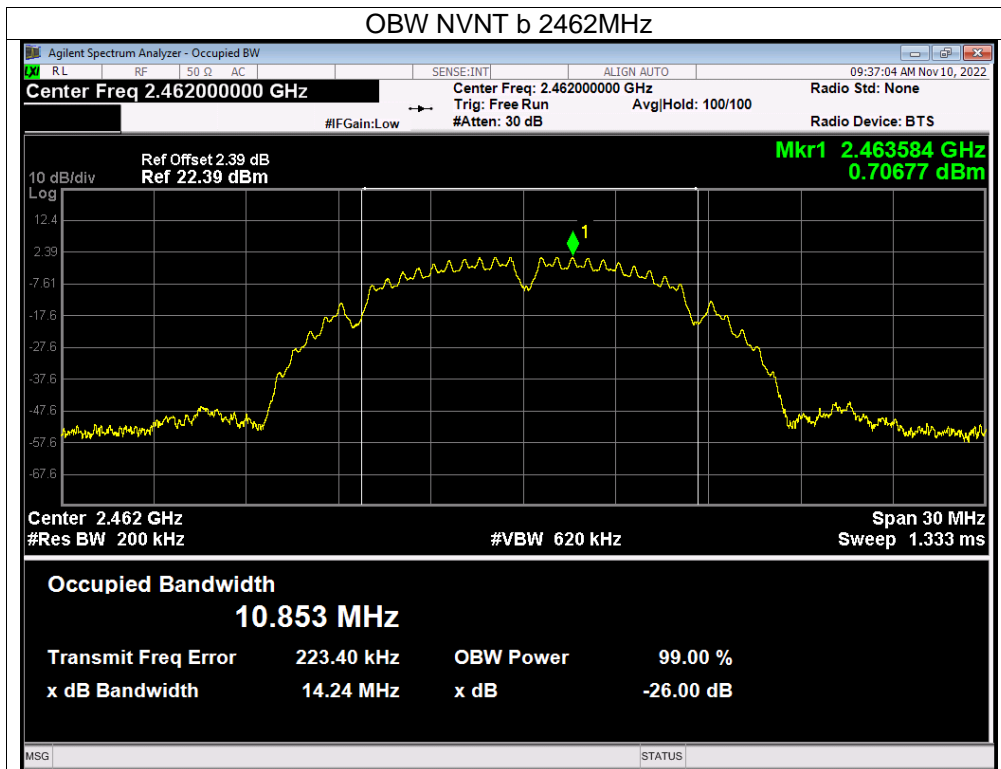 OBW NVNT b 2462MHz
Agilent Spectrum Analyzer - Occupied BW
LXI RL RF 50 Ω AC SENSE:INT ALIGN AUTO 09:37:04 AM Nov 10, 2022
Center Freq 2.462000000 GHz Center Freq: 2.462000000 GHz Radio Std: None
Trig: Free Run Avg|Hold: 100/100
#IFGain:Low #Atten: 30 dB Radio Device: BTS
Mkr1 2.463584 GHz
0.70677 dBm
Ref Offset 2.39 dB
10 dB/div Ref 22.39 dBm
Log
12.4
1
2.39
-7.61
-17.6
-27.6
-37.6
-47.6
-57.6
-67.6
Center 2.462 GHz Span 30 MHz
#Res BW 200 kHz #VBW 620 kHz Sweep 1.333 ms
Occupied Bandwidth
10.853 MHz
Transmit Freq Error 223.40 kHz OBW Power 99.00 %
x dB Bandwidth 14.24 MHz x dB -26.00 dB
MSG STATUS